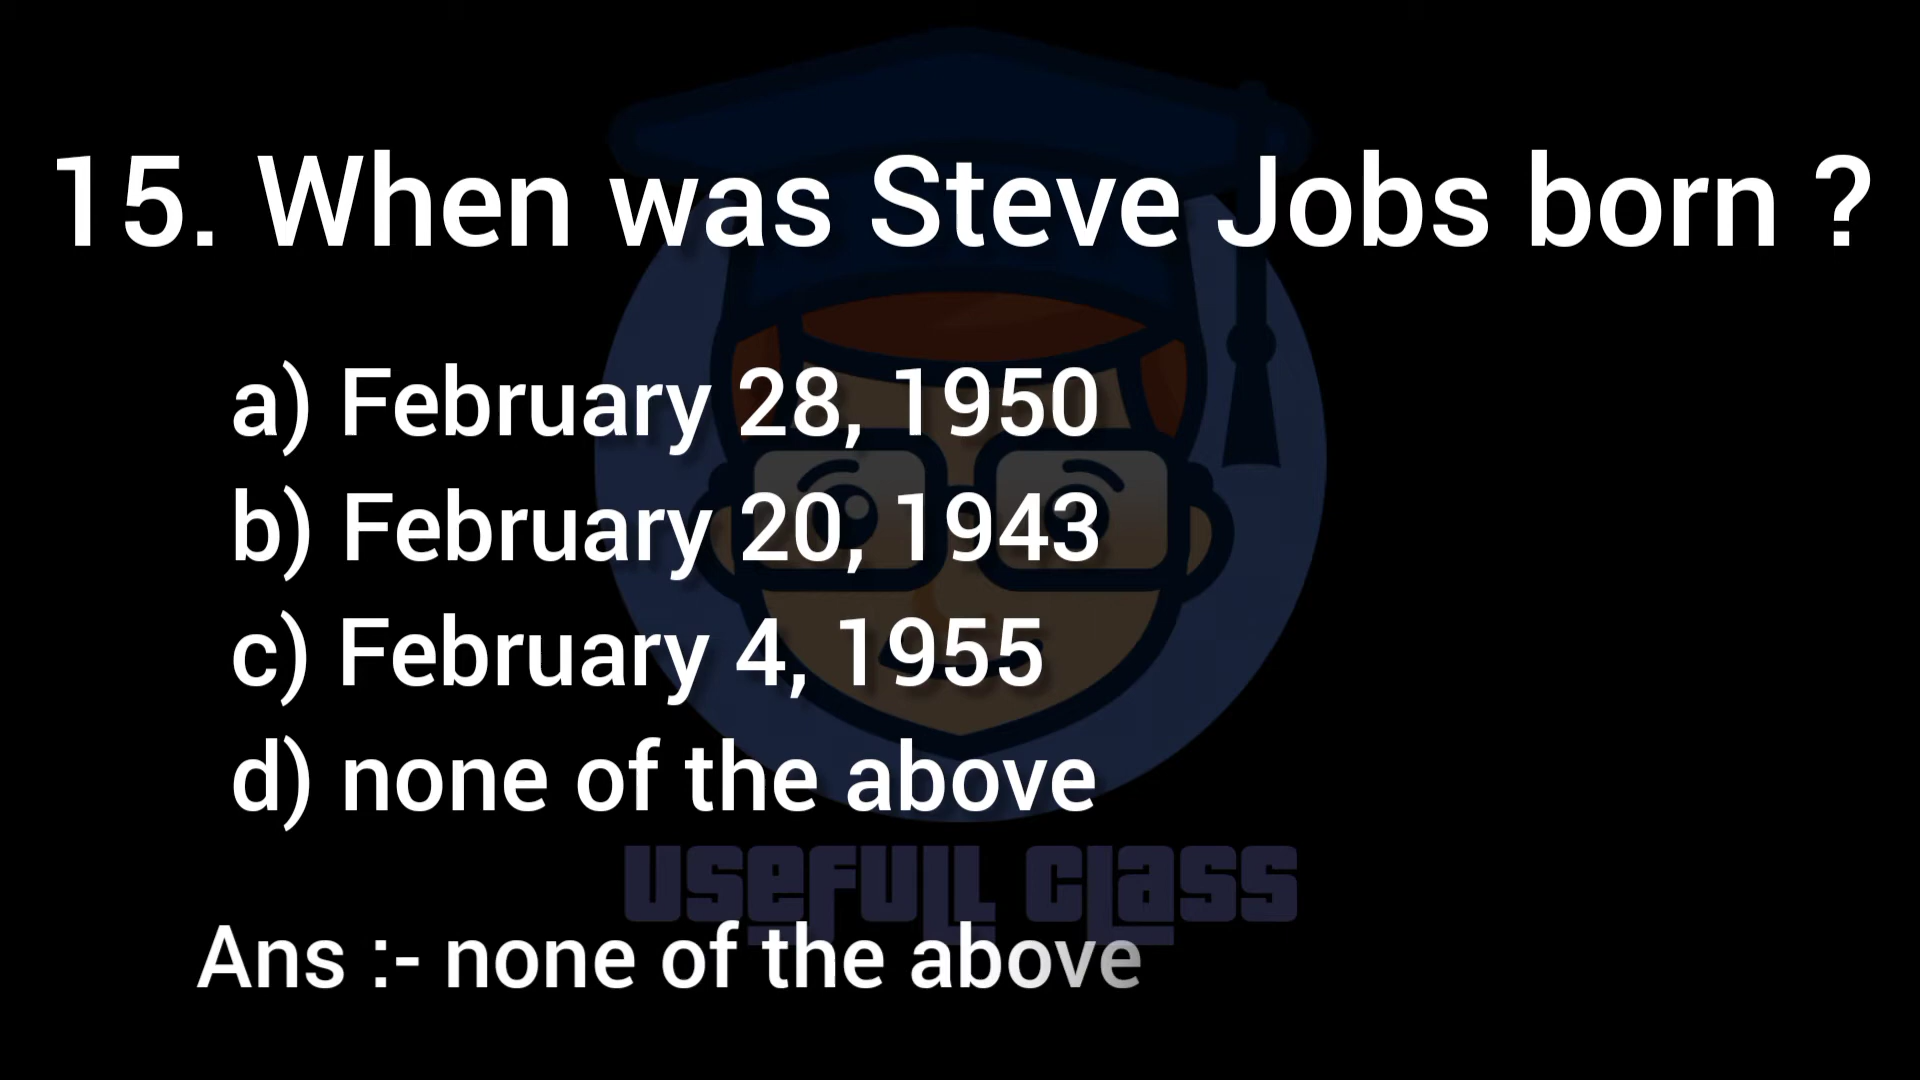 15. When was Steve Jobs born ?
a) February 28, 1950
b) February 20, 1943
c) February 4, 1955
d) none of the above
USEFULL CLASS
Ans :- none of the above